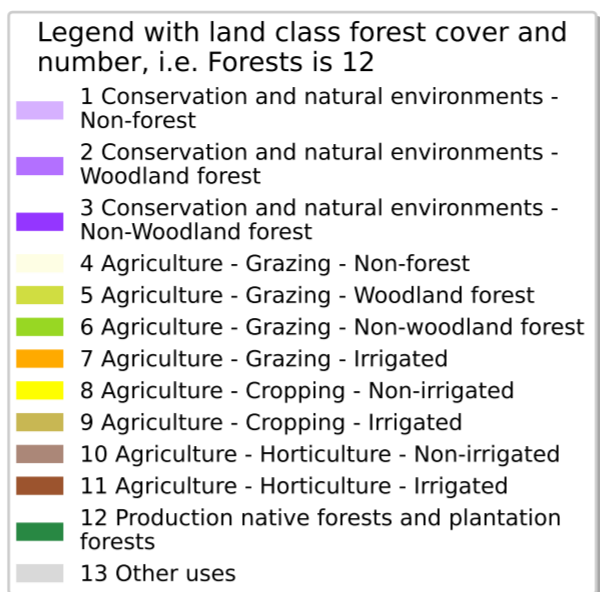 Legend with land class forest cover and
number, i.e. Forests is 12
1 Conservation and natural environments -
Non-forest
2 Conservation and natural environments -
Woodland forest
3 Conservation and natural environments -
Non-Woodland forest
4 Agriculture - Grazing - Non-forest
5 Agriculture - Grazing - Woodland forest
6 Agriculture - Grazing - Non-woodland forest
7 Agriculture - Grazing - Irrigated
8 Agriculture - Cropping - Non-irrigated
9 Agriculture - Cropping - Irrigated
10 Agriculture - Horticulture - Non-irrigated
11 Agriculture - Horticulture - Irrigated
12 Production native forests and plantation
forests
13 Other uses